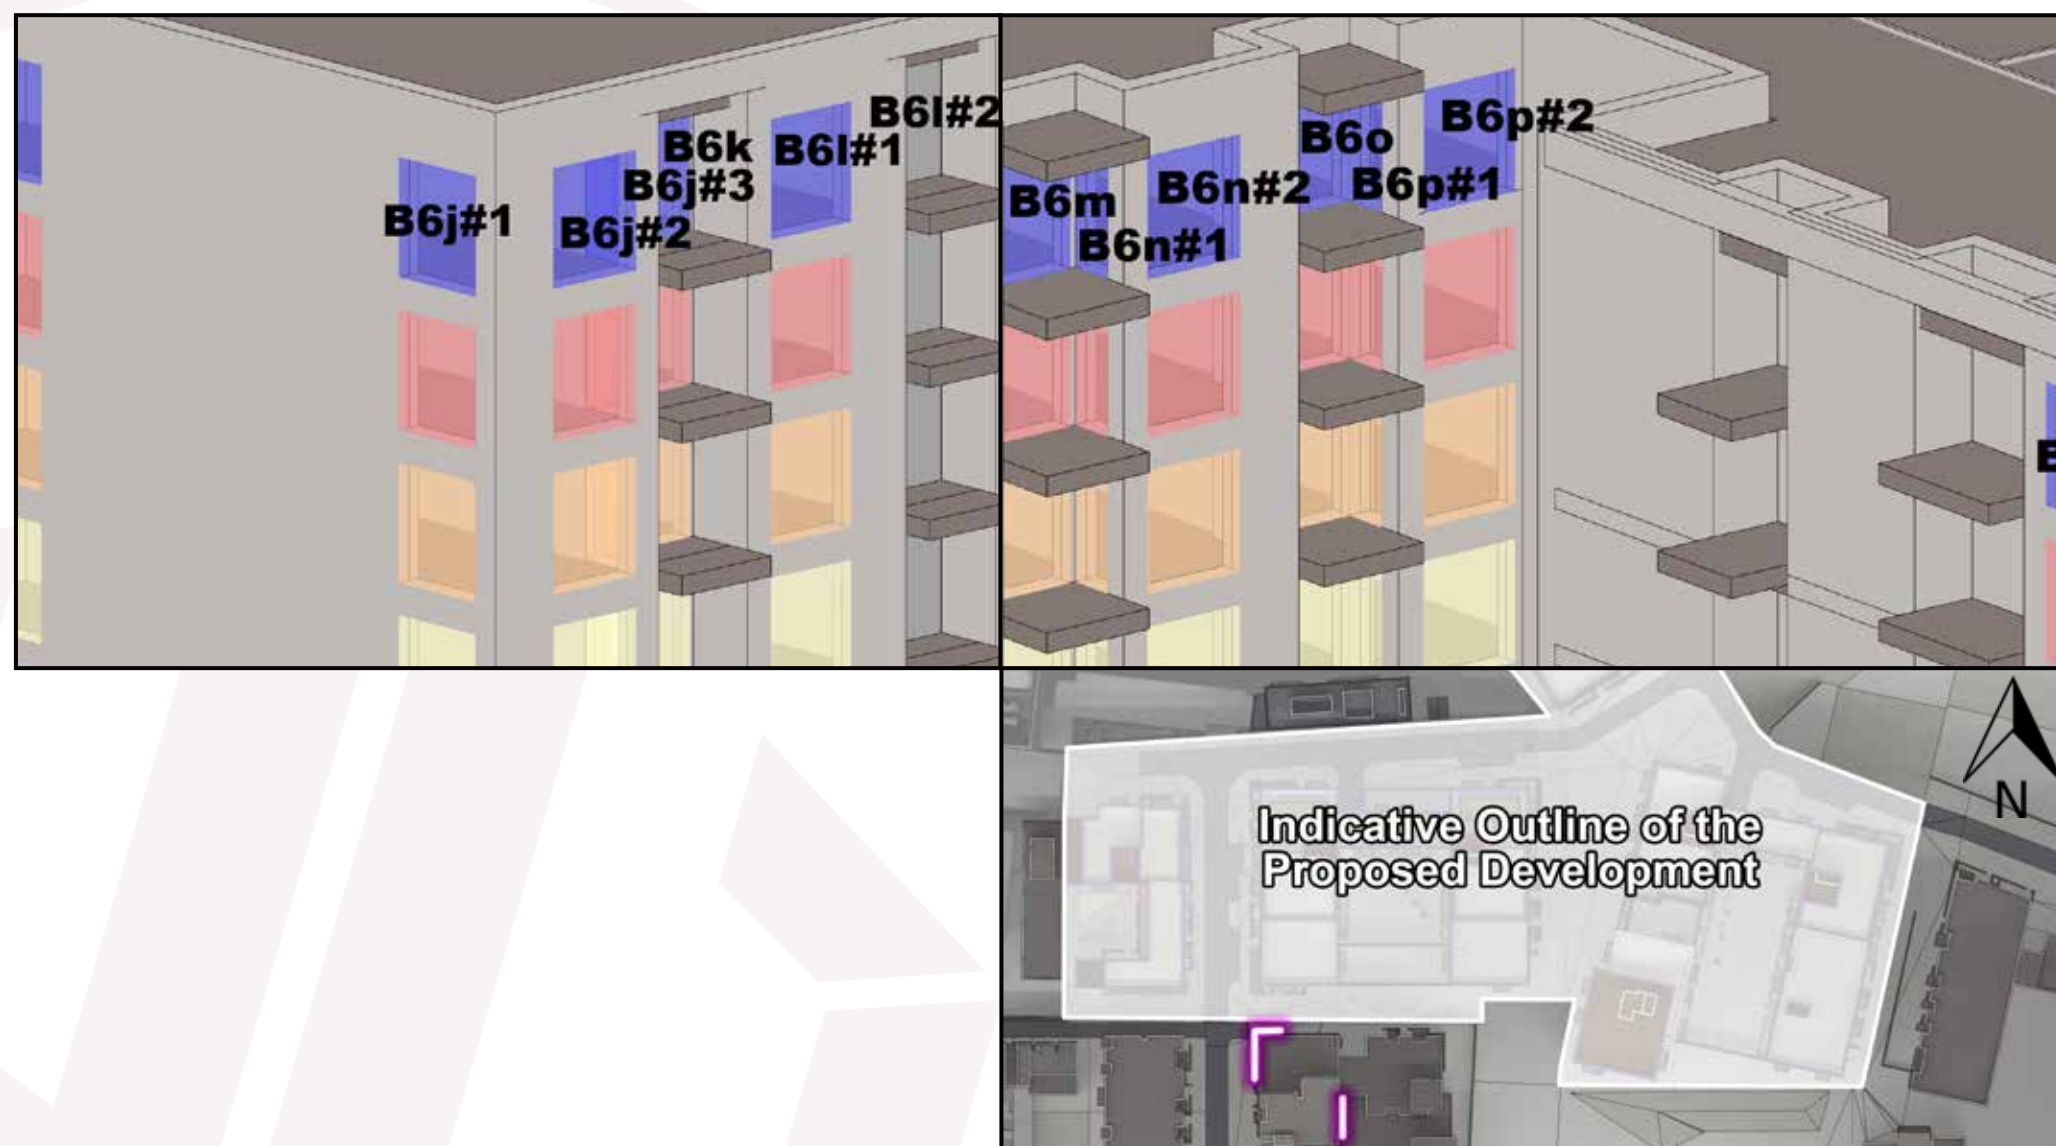 B6j#1
B6j#2
B6k
B6j#3
B6l#1
B6l#2
B6m
B6n#1
B6n#2
B6o
B6p#1
B6p#2
Indicative Outline of the
Proposed Development
N